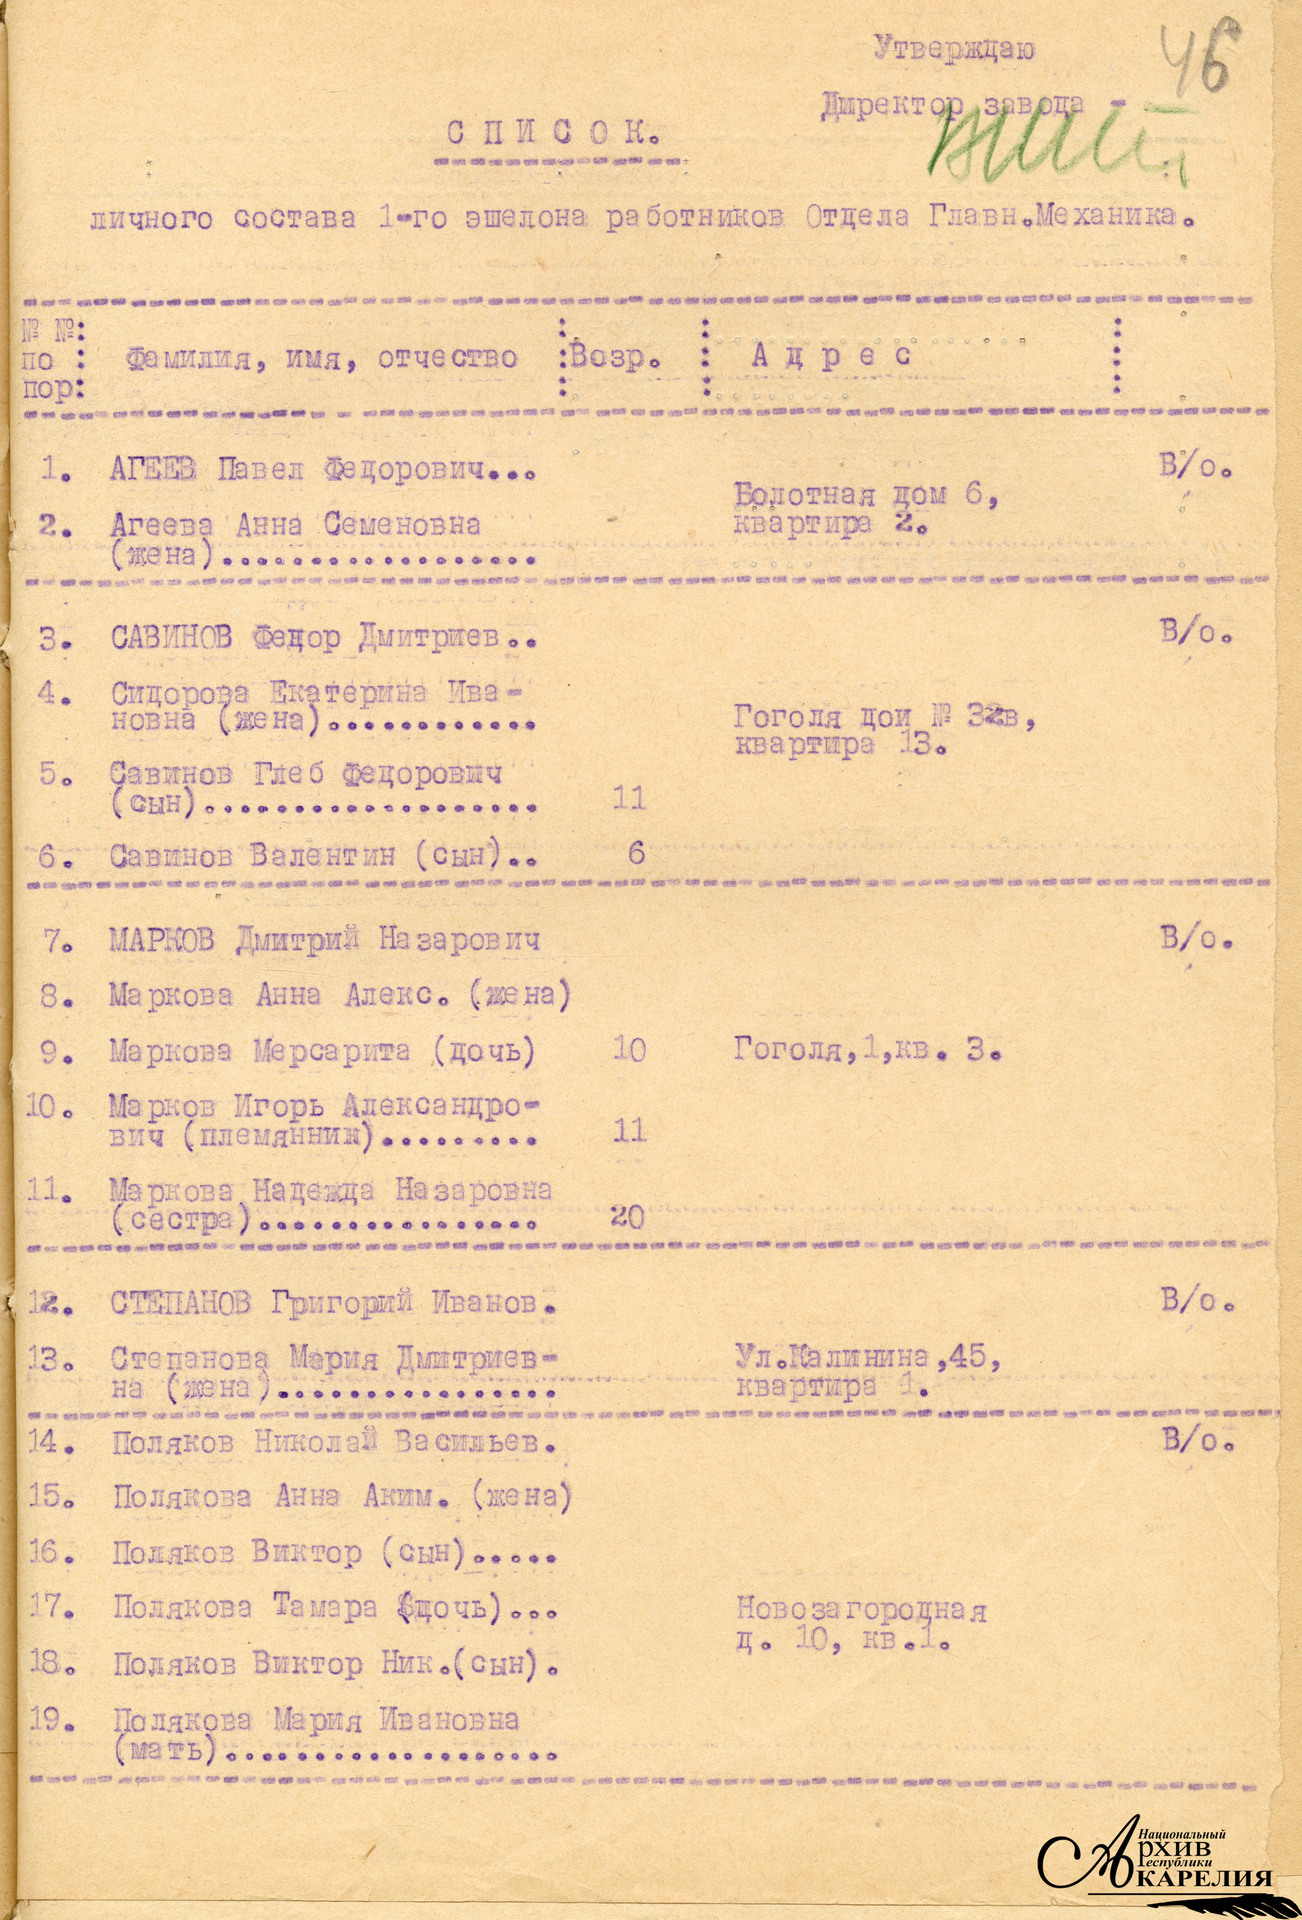 46
Утверждаю
Директор завода -
С П И С О К.
личного состава 1-го эшелона работников Отдела Главн.Механика.
№ №:
по : Фамилия, имя, отчество :Возр. : А д р е с :
пор:
1. АГЕЕВ Павел Федорович... В/о.
Болотная дом 6,
2. Агеева Анна Семеновна квартира 2.
(жена)..................
3. САВИНОВ Федор Дмитриев.. В/о.
4. Сидорова Екатерина Ива-
новна (жена)............ Гоголя дои № 32в,
квартира 13.
5. Савинов Глеб Федорович
(сын)................... 11
6. Савинов Валентин (сын).. 6
7. МАРКОВ Дмитрий Назарович В/о.
8. Маркова Анна Алекс. (жена)
9. Маркова Мерсарита (дочь) 10 Гоголя,1,кв. 3.
10. Марков Игорь Александро-
вич (племянник)......... 11
11. Маркова Надежда Назаровна
(сестра)................ 20
12. СТЕПАНОВ Григорий Иванов. В/о.
13. Степанова Мария Дмитриев- Ул.Калинина,45,
на (жена)................ квартира 1.
14. Поляков Николай Васильев. В/о.
15. Полякова Анна Аким. (жена)
16. Поляков Виктор (сын).....
17. Полякова Тамара (дочь)... Новозагородная
д. 10, кв.1.
18. Поляков Виктор Ник.(сын).
19. Полякова Мария Ивановна
(мать)...................
Национальный
Архив
Республики
КАРЕЛИЯ